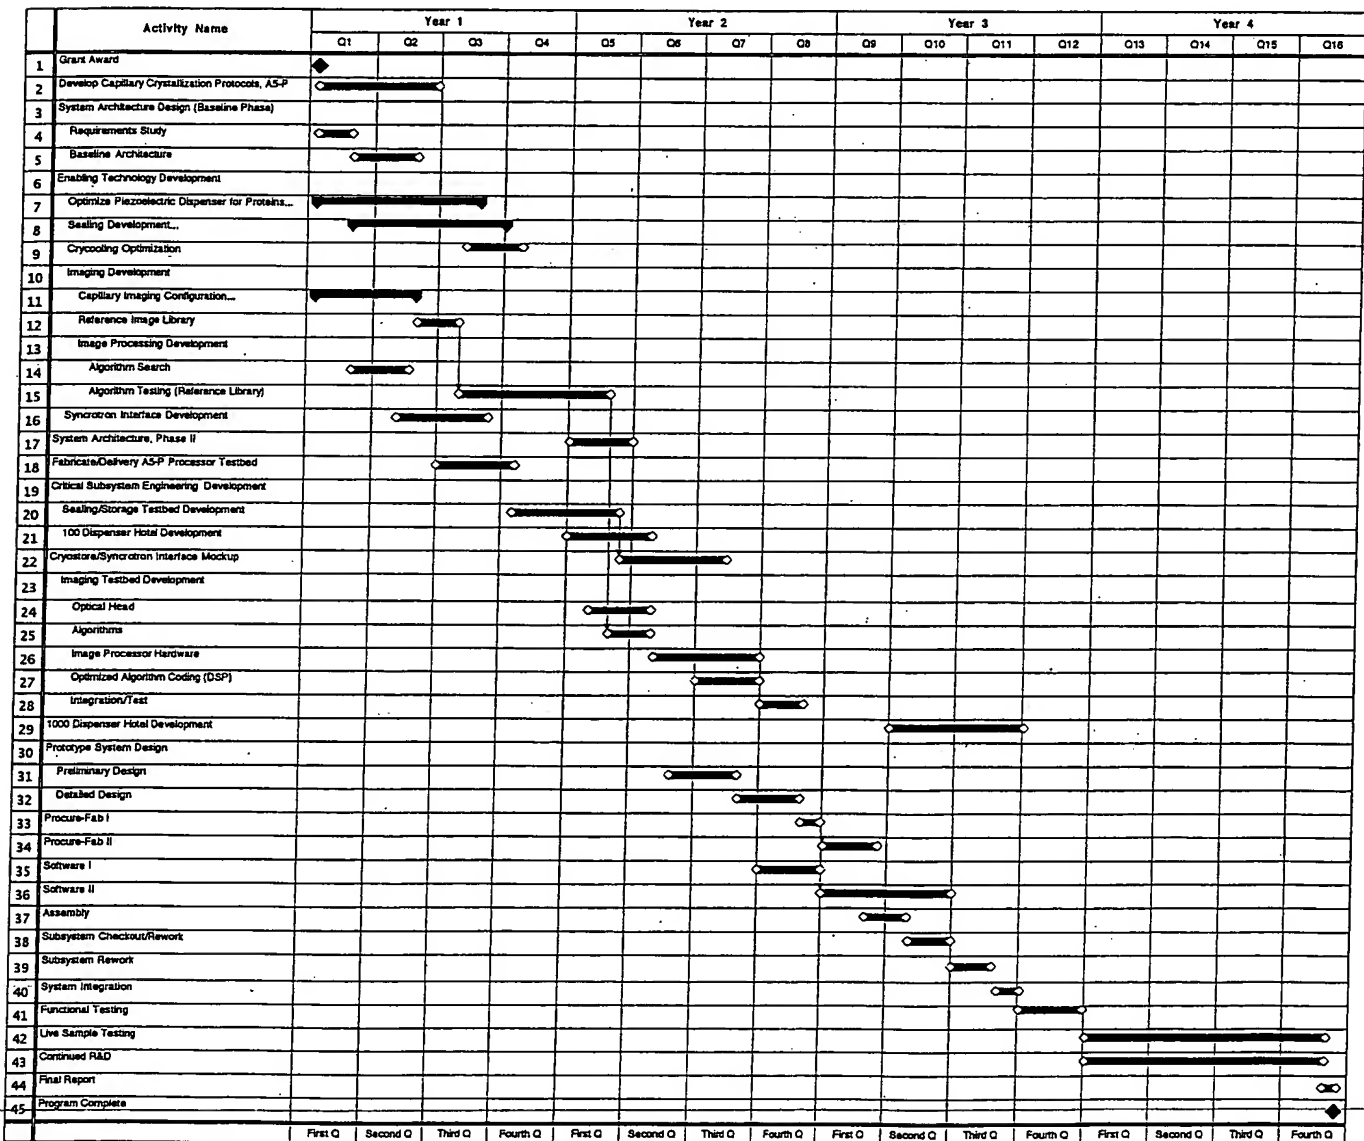 Activity Name
Year 1 Year 2 Year 3 Year 4
Q1 Q2 Q3 Q4 Q5 Q6 Q7 Q8 Q9 Q10 Q11 Q12 Q13 Q14 Q15 Q16
1 Grant Award
2 Develop Capillary Crystallization Protocols, AS-P
3 System Architecture Design (Baseline Phase)
4 Requirements Study
5 Baseline Architecture
6 Enabling Technology Development
7 Optimize Piezoelectric Dispenser for Proteins...
8 Sealing Development...
9 Crycooling Optimization
10 Imaging Development
11 Capillary Imaging Configuration...
12 Reference Image Library
13 Image Processing Development
14 Algorithm Search
15 Algorithm Testing (Reference Library)
16 Syncrotron Interface Development
17 System Architecture, Phase II
18 Fabricate/Delivery AS-P Processor Testbed
19 Critical Subsystem Engineering Development
20 Sealing/Storage Testbed Development
21 100 Dispenser Hotel Development
22 Cryostore/Syncrotron Interface Mockup
23 Imaging Testbed Development
24 Optical Head
25 Algorithms
26 Image Processor Hardware
27 Optimized Algorithm Coding (DSP)
28 Integration/Test
29 1000 Dispenser Hotel Development
30 Prototype System Design
31 Preliminary Design
32 Detailed Design
33 Procure-Fab I
34 Procure-Fab II
35 Software I
36 Software II
37 Assembly
38 Subsystem Checkout/Rework
39 Subsystem Rework
40 System Integration
41 Functional Testing
42 Live Sample Testing
43 Continued R&D
44 Final Report
45 Program Complete
First Q Second Q Third Q Fourth Q First Q Second Q Third Q Fourth Q First Q Second Q Third Q Fourth Q First Q Second Q Third Q Fourth Q